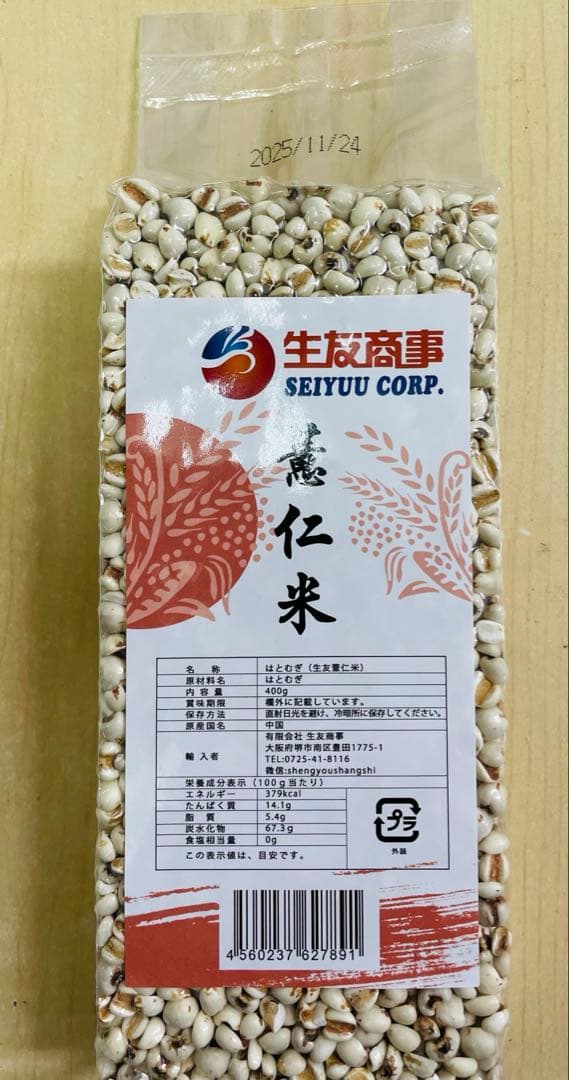 2025/11/24
生友商事
SEIYUU CORP.
薏仁米
名 称 はとむぎ（生友薏仁米）
原材料名 はとむぎ
内 容 量 400g
賞味期限 欄外に記載しています。
保存方法 直射日光を避け、冷暗所に保存してください。
原産国名 中国
輸 入 者 有限会社 生友商事
大阪府堺市南区豊田1775-1
TEL:0725-41-8116
微信:shengyoushangshi
栄養成分表示（100g当たり）
エネルギー 379kcal
たんぱく質 14.1g
脂 質 5.4g
炭水化物 67.3g
食塩相当量 0g
この表示値は、目安です。
プラ
外装
4 560237 627891